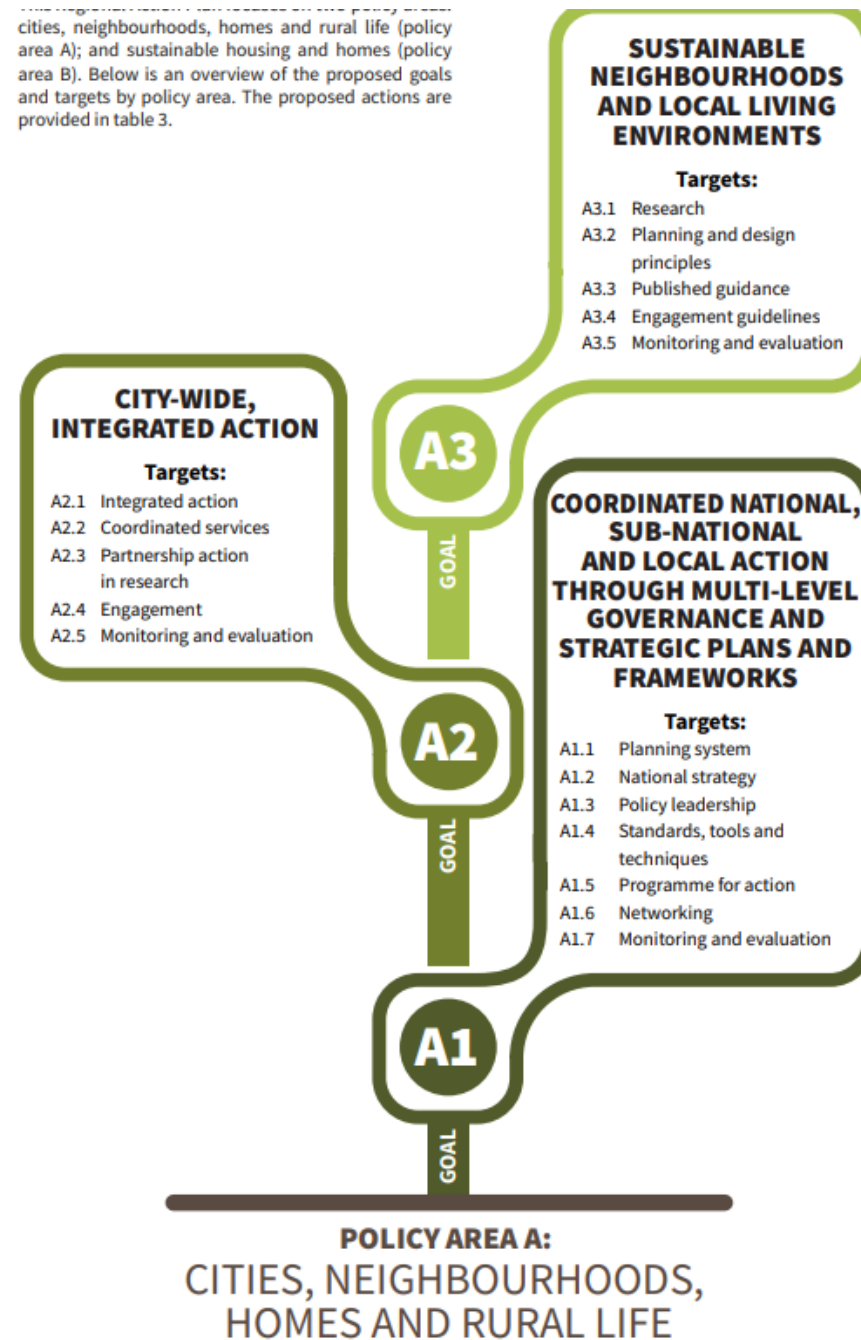 cities, neighbourhoods, homes and rural life (policy
area A); and sustainable housing and homes (policy
area B). Below is an overview of the proposed goals
and targets by policy area. The proposed actions are
provided in table 3.
SUSTAINABLE
NEIGHBOURHOODS
AND LOCAL LIVING
ENVIRONMENTS
Targets:
A3.1 Research
A3.2 Planning and design
principles
A3.3 Published guidance
A3.4 Engagement guidelines
A3.5 Monitoring and evaluation
A3
GOAL
CITY-WIDE,
INTEGRATED ACTION
Targets:
A2.1 Integrated action
A2.2 Coordinated services
A2.3 Partnership action
in research
A2.4 Engagement
A2.5 Monitoring and evaluation
A2
GOAL
COORDINATED NATIONAL,
SUB-NATIONAL
AND LOCAL ACTION
THROUGH MULTI-LEVEL
GOVERNANCE AND
STRATEGIC PLANS AND
FRAMEWORKS
Targets:
A1.1 Planning system
A1.2 National strategy
A1.3 Policy leadership
A1.4 Standards, tools and
techniques
A1.5 Programme for action
A1.6 Networking
A1.7 Monitoring and evaluation
A1
GOAL
POLICY AREA A:
CITIES, NEIGHBOURHOODS,
HOMES AND RURAL LIFE